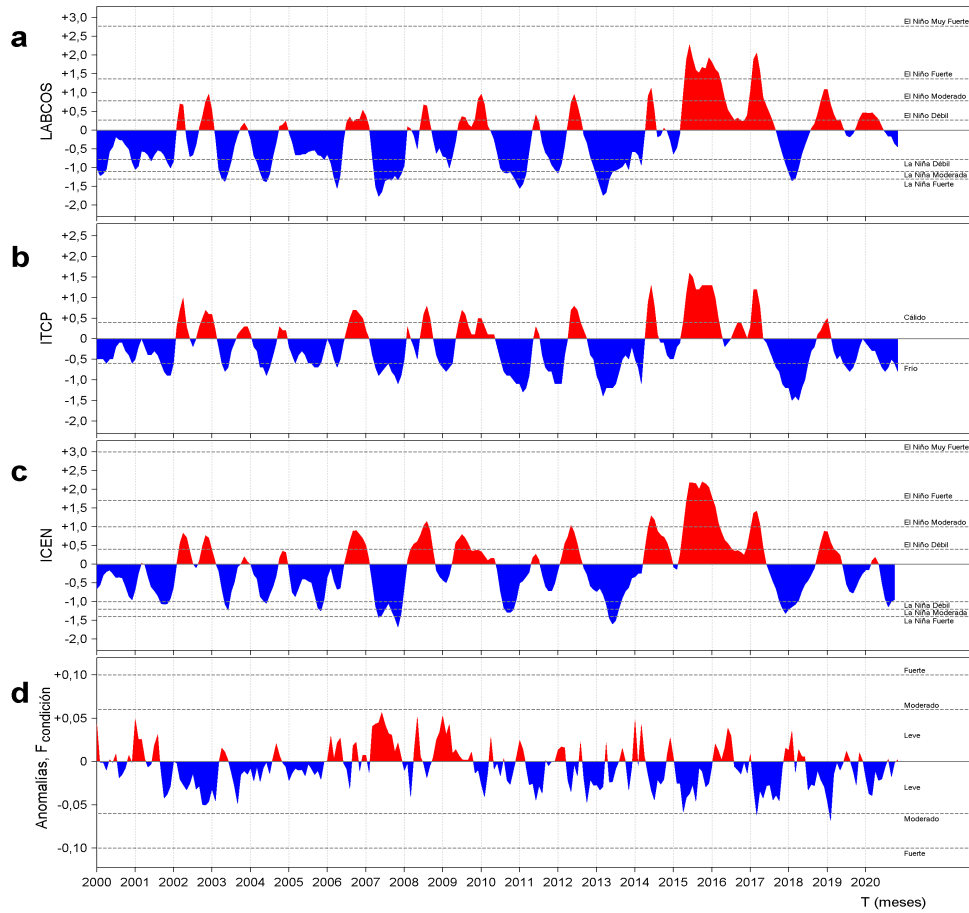 a
LABCOS
+3,0
+2,5
+2,0
+1,5
+1,0
+0,5
0
-0,5
-1,0
-1,5
-2,0
El Niño Muy Fuerte
El Niño Fuerte
El Niño Moderado
El Niño Débil
La Niña Débil
La Niña Moderada
La Niña Fuerte
b
ITCP
+2,5
+2,0
+1,5
+1,0
+0,5
0
-0,5
-1,0
-1,5
-2,0
Cálido
Frio
c
ICEN
+3,0
+2,5
+2,0
+1,5
+1,0
+0,5
0
-0,5
-1,0
-1,5
-2,0
El Niño Muy Fuerte
El Niño Fuerte
El Niño Moderado
El Niño Débil
La Niña Débil
La Niña Moderada
La Niña Fuerte
d
Anomalías, F condición
+0,10
+0,05
0
-0,05
-0,10
Fuerte
Moderado
Leve
Leve
Moderado
Fuerte
2000 2001 2002 2003 2004 2005 2006 2007 2008 2009 2010 2011 2012 2013 2014 2015 2016 2017 2018 2019 2020
T (meses)